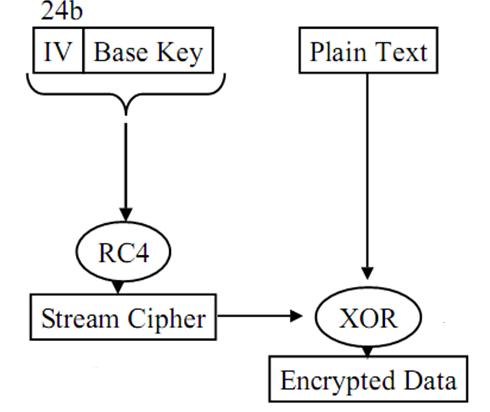 24b
IV Base Key
Plain Text
RC4
Stream Cipher
XOR
Encrypted Data